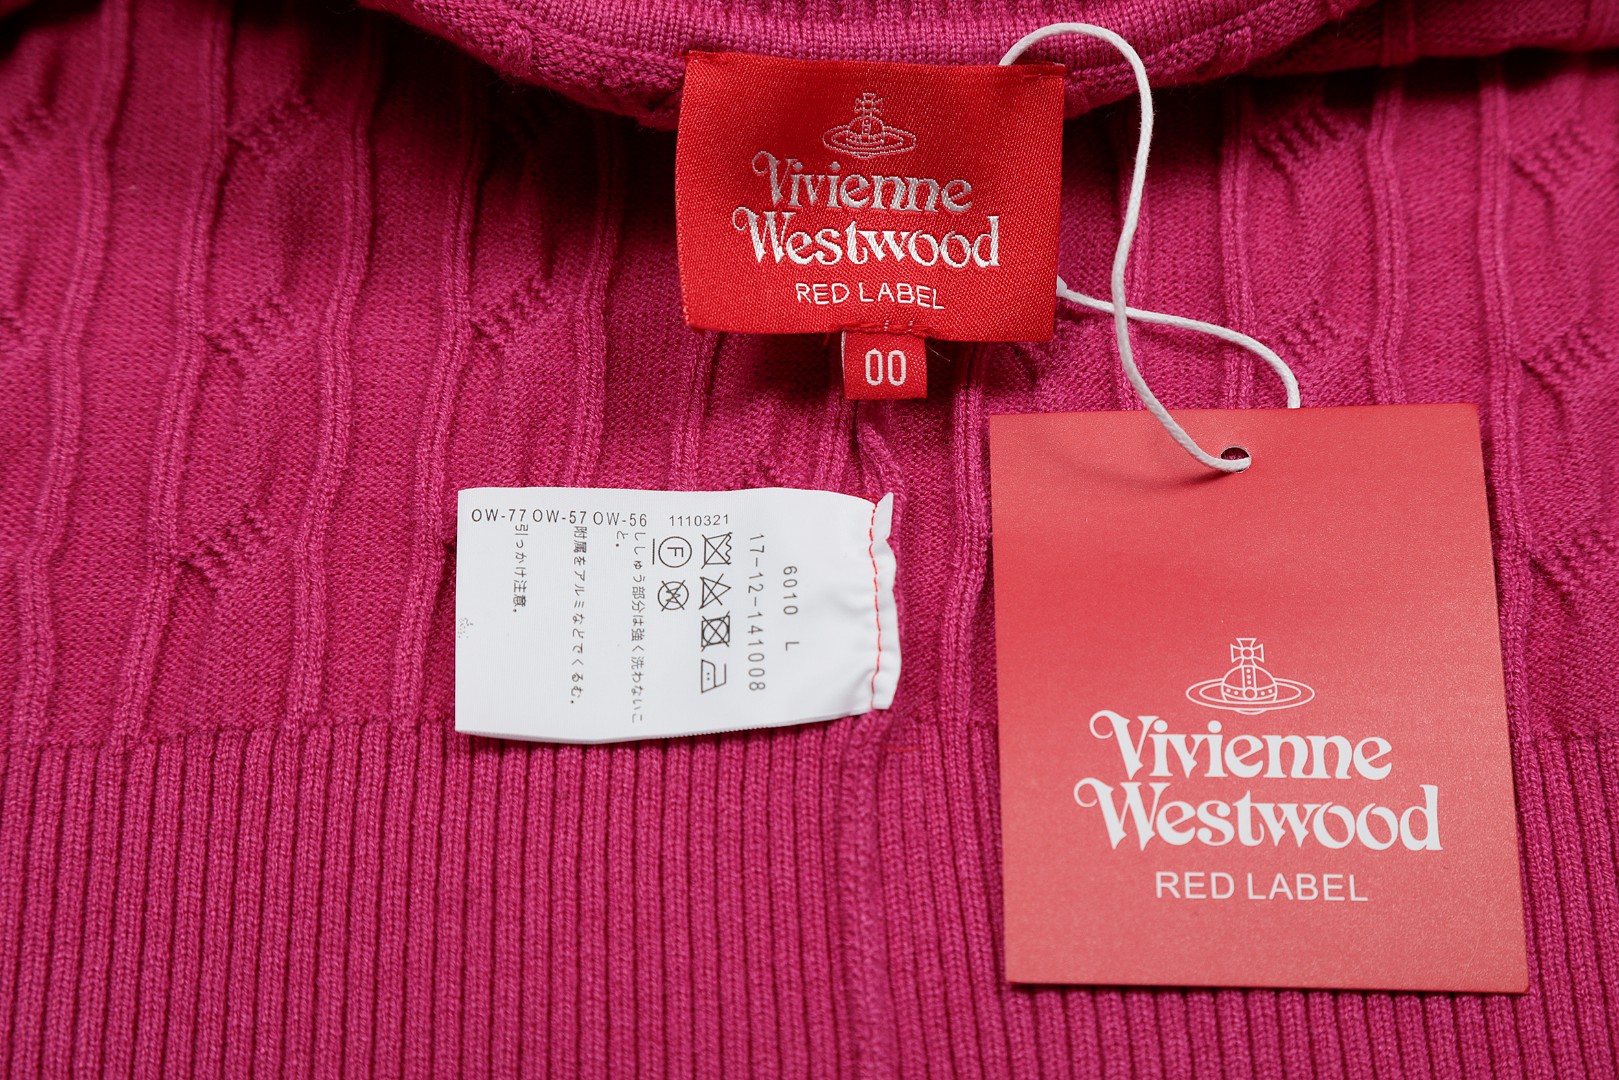 Vivienne
Westwood
RED LABEL
00
OW-77 OW-57 OW-56 1110321
6010 L
17-12-141008
F
W
ししゅう部分は強く洗わないこ
と。
附属をアルミなどでくるむ。
引っかけ注意。
Vivienne
Westwood
RED LABEL